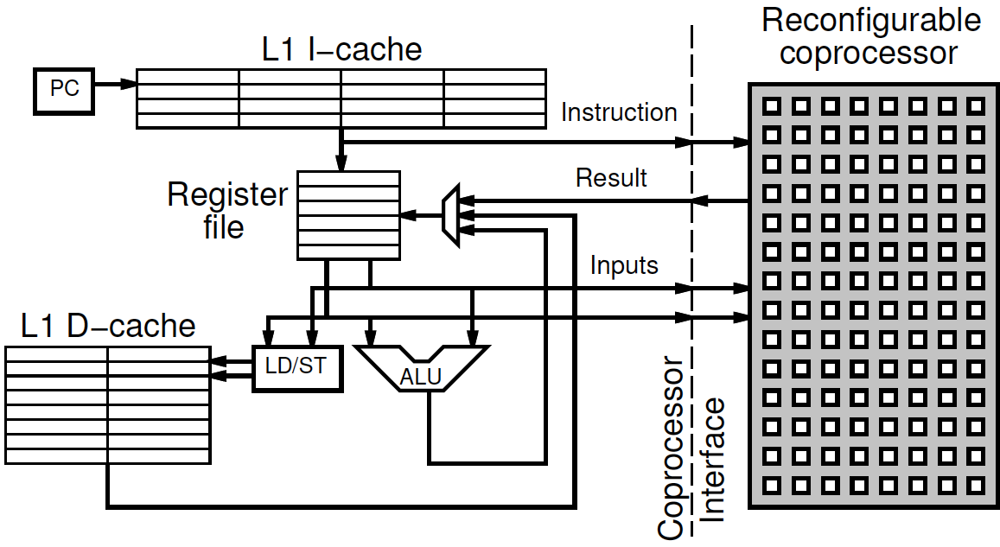 Reconfigurable
coprocessor
L1 I−cache
PC
Instruction
Result
Register
file
Inputs
L1 D−cache
LD/ST
ALU
Coprocessor
Interface